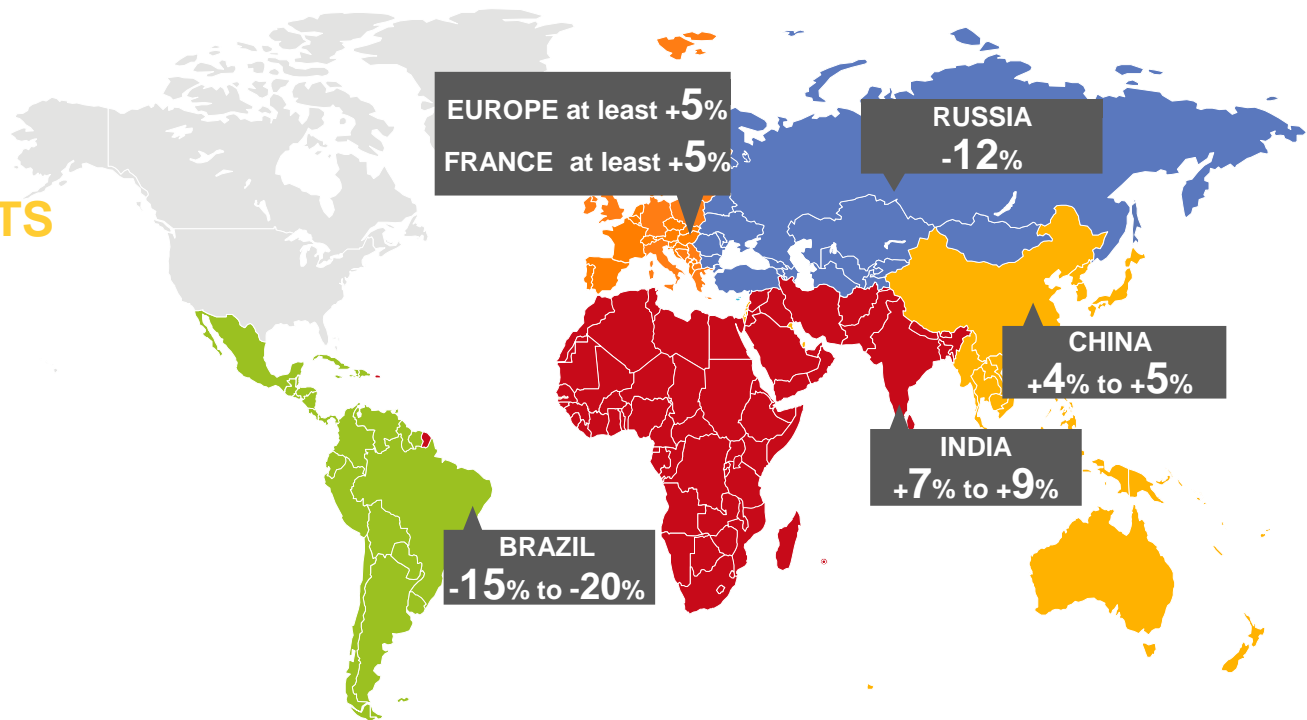 EUROPE at least +5%
FRANCE at least +5%
RUSSIA
-12%
TS
CHINA
+4% to +5%
INDIA
+7% to +9%
BRAZIL
-15% to -20%